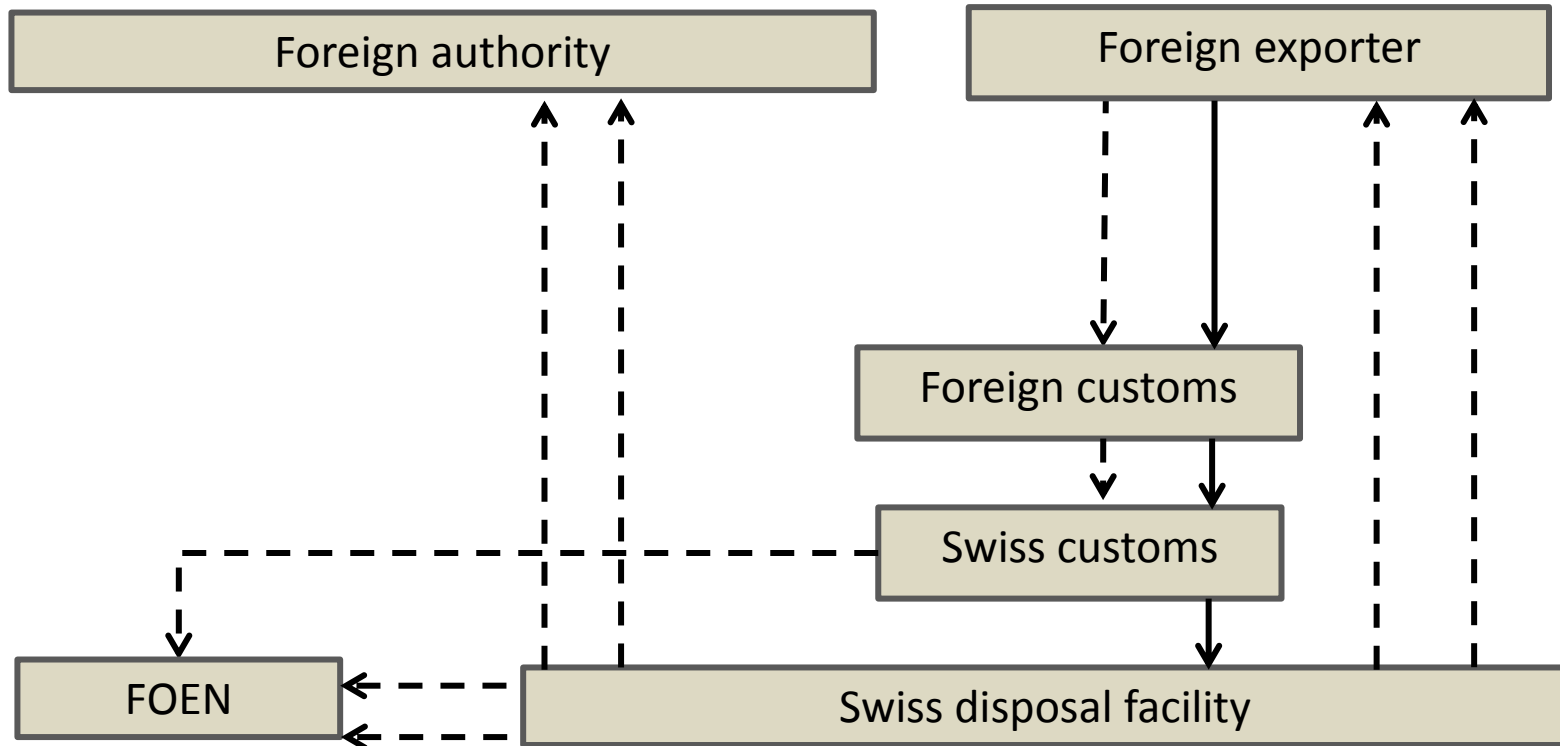 Foreign authority
Foreign exporter
Foreign customs
Swiss customs
FOEN
Swiss disposal facility